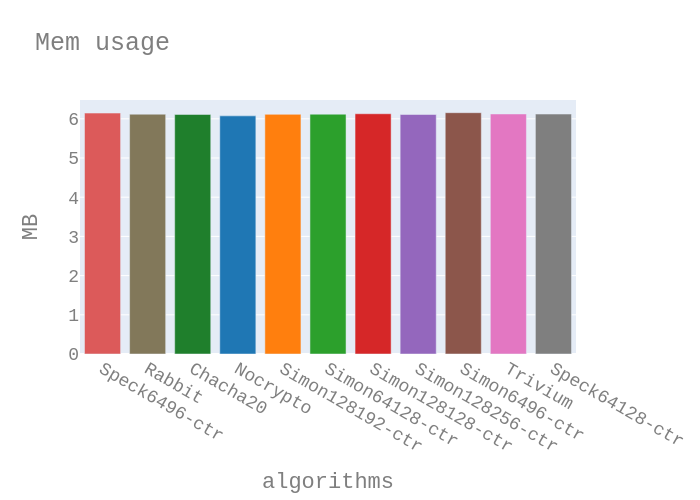 Mem usage
MB
6
5
4
3
2
1
0
Speck6496-ctr
Rabbit
Chacha20
Nocrypto
Simon128192-ctr
Simon64128-ctr
Simon128128-ctr
Simon128256-ctr
Simon6496-ctr
Trivium
Speck64128-ctr
algorithms